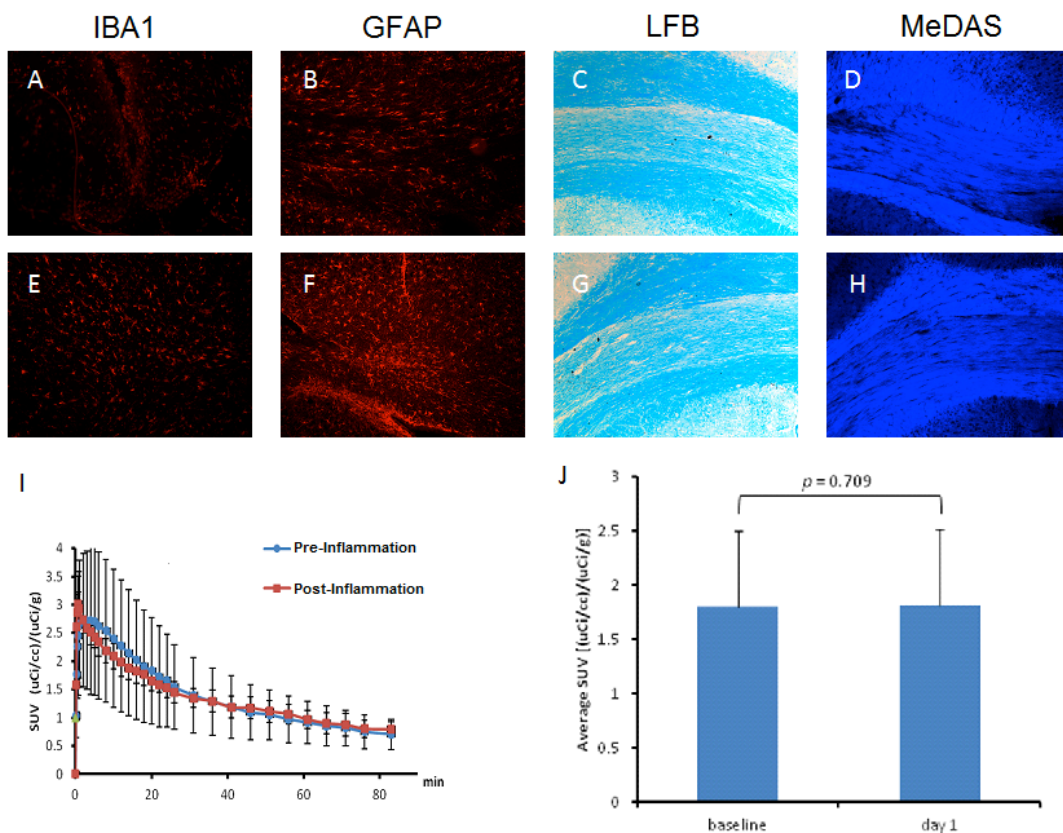 IBA1 GFAP LFB MeDAS
A B C D
E F G H
I
Pre-Inflammation
Post-Inflammation
SUV (uCi/cc)/(uCi/g)
4
3.5
3
2.5
2
1.5
1
0.5
0
0 20 40 60 80
min
J
p = 0.709
Average SUV [(uCi/cc)/(uCi/g)]
3
2.5
2
1.5
1
0.5
0
baseline day 1